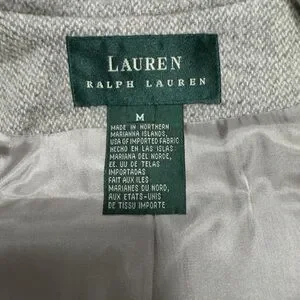 LAUREN
RALPH LAUREN
M
MADE IN NORTHERN
MARIANNA ISLANDS,
USA OF IMPORTED FABRIC
HECHO EN LAS ISLAS
MARIANA DEL NORDE,
EE. UU DE TELAS
IMPORTADAS
FAIT AUX ILES
MARIANES DU NORD,
AUX ETATS-UNIS
DE TISSU IMPORTE